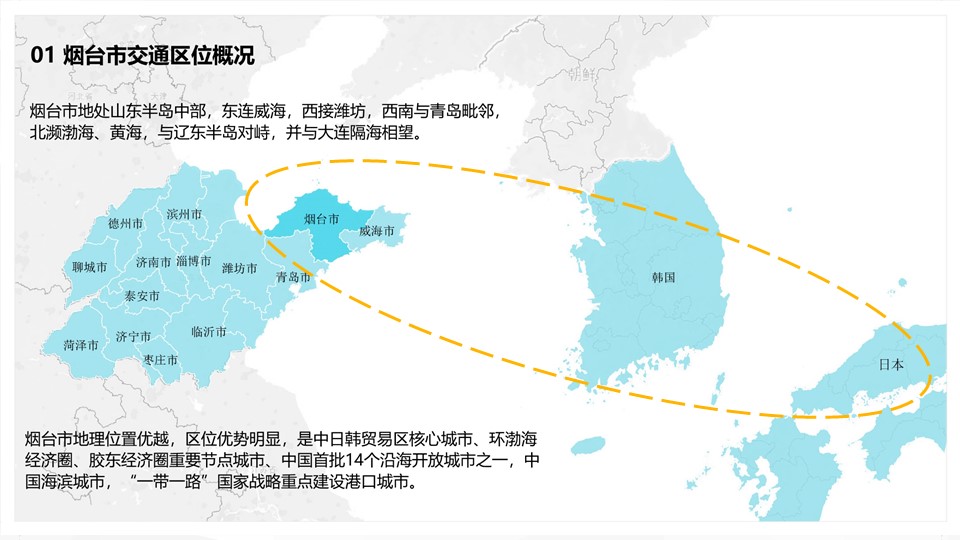 01 烟台市交通区位概况
烟台市地处山东半岛中部，东连威海，西接潍坊，西南与青岛毗邻，
北濒渤海、黄海，与辽东半岛对峙，并与大连隔海相望。
朝鲜
滨州市
德州市
烟台市
威海市
聊城市
济南市
淄博市
潍坊市
青岛市
韩国
泰安市
临沂市
济宁市
菏泽市
枣庄市
日本
烟台市地理位置优越，区位优势明显，是中日韩贸易区核心城市、环渤海
经济圈、胶东经济圈重要节点城市、中国首批14个沿海开放城市之一，中
国海滨城市，“一带一路”国家战略重点建设港口城市。